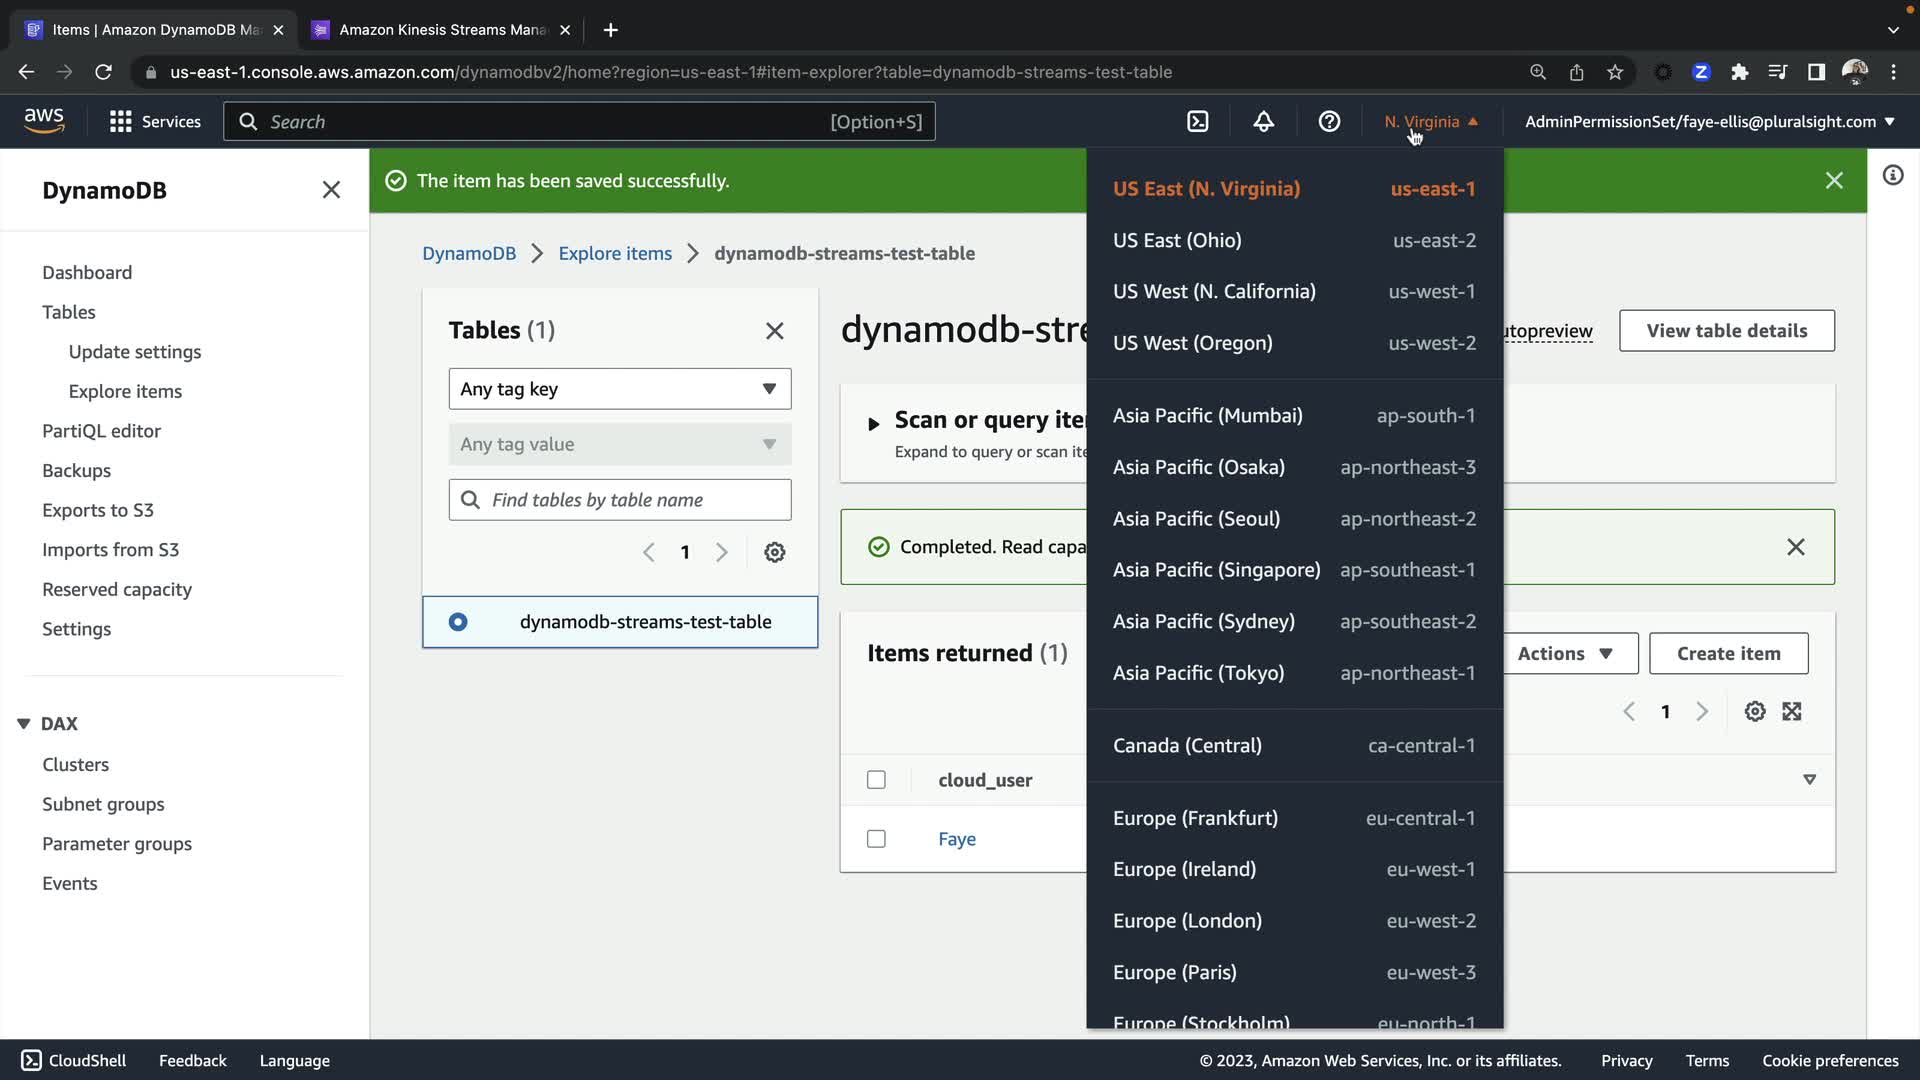 Items | Amazon DynamoDB Ma
Amazon Kinesis Streams Mana
us-east-1.console.aws.amazon.com/dynamodbv2/home?region=us-east-1#item-explorer?table=dynamodb-streams-test-table
aws
Services
Search
[Option+S]
N. Virginia
AdminPermissionSet/faye-ellis@pluralsight.com
DynamoDB
Dashboard
Tables
Update settings
Explore items
PartiQL editor
Backups
Exports to S3
Imports from S3
Reserved capacity
Settings
DAX
Clusters
Subnet groups
Parameter groups
Events
The item has been saved successfully.
DynamoDB
Explore items
dynamodb-streams-test-table
Tables (1)
Any tag key
Any tag value
Find tables by table name
1
dynamodb-streams-test-table
dynamodb-stre
utopreview
View table details
Scan or query ite
Expand to query or scan ite
Completed. Read capa
Items returned (1)
Actions
Create item
1
cloud_user
Faye
US East (N. Virginia) us-east-1
US East (Ohio) us-east-2
US West (N. California) us-west-1
US West (Oregon) us-west-2
Asia Pacific (Mumbai) ap-south-1
Asia Pacific (Osaka) ap-northeast-3
Asia Pacific (Seoul) ap-northeast-2
Asia Pacific (Singapore) ap-southeast-1
Asia Pacific (Sydney) ap-southeast-2
Asia Pacific (Tokyo) ap-northeast-1
Canada (Central) ca-central-1
Europe (Frankfurt) eu-central-1
Europe (Ireland) eu-west-1
Europe (London) eu-west-2
Europe (Paris) eu-west-3
Europe (Stockholm) eu-north-1
CloudShell
Feedback
Language
© 2023, Amazon Web Services, Inc. or its affiliates.
Privacy
Terms
Cookie preferences